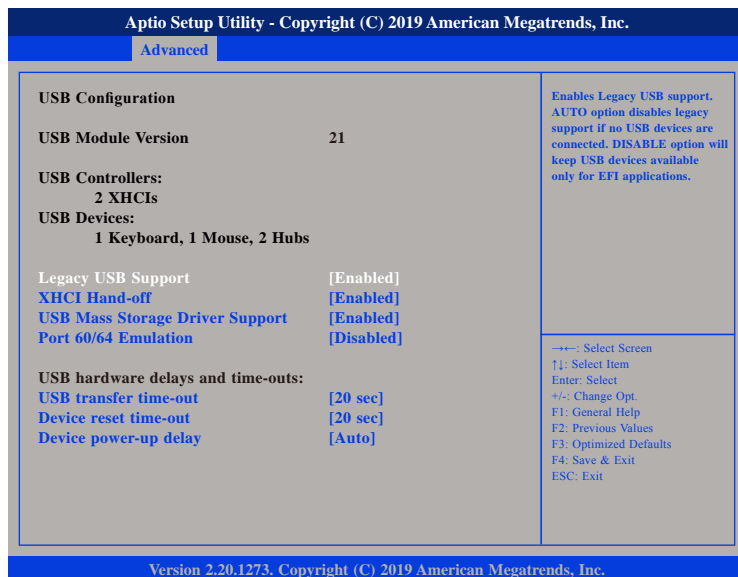 Aptio Setup Utility - Copyright (C) 2019 American Megatrends, Inc.
Advanced
USB Configuration
USB Module Version 21
USB Controllers:
2 XHCIs
USB Devices:
1 Keyboard, 1 Mouse, 2 Hubs
Legacy USB Support [Enabled]
XHCI Hand-off [Enabled]
USB Mass Storage Driver Support [Enabled]
Port 60/64 Emulation [Disabled]
USB hardware delays and time-outs:
USB transfer time-out [20 sec]
Device reset time-out [20 sec]
Device power-up delay [Auto]
Enables Legacy USB support.
AUTO option disables legacy
support if no USB devices are
connected. DISABLE option will
keep USB devices available
only for EFI applications.
→←: Select Screen
↑↓: Select Item
Enter: Select
+/-: Change Opt.
F1: General Help
F2: Previous Values
F3: Optimized Defaults
F4: Save & Exit
ESC: Exit
Version 2.20.1273. Copyright (C) 2019 American Megatrends, Inc.